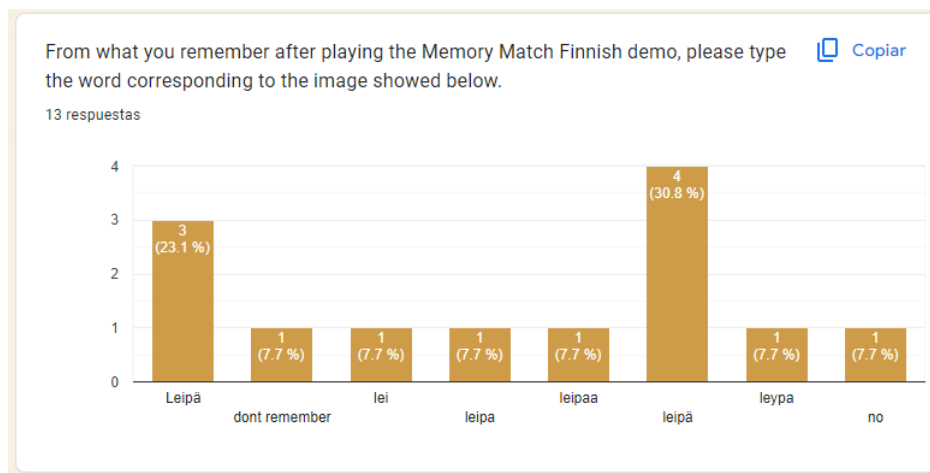 From what you remember after playing the Memory Match Finnish demo, please type
Copiar
the word corresponding to the image showed below.
13 respuestas
4
3
2
1
0
3
(23.1 %)
1
(7.7 %)
1
(7.7 %)
1
(7.7 %)
1
(7.7 %)
4
(30.8 %)
1
(7.7 %)
1
(7.7 %)
Leipä
dont remember
lei
leipa
leipaa
leipä
leypa
no